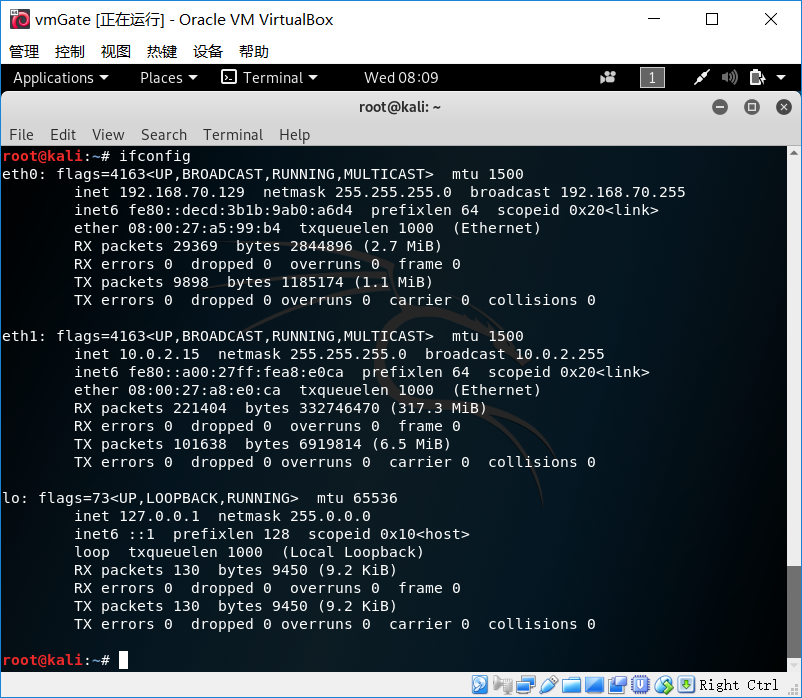 vmGate [正在运行] - Oracle VM VirtualBox
管理 控制 视图 热键 设备 帮助
Applications Places Terminal Wed 08:09 1
root@kali: ~
File Edit View Search Terminal Help
root@kali:~# ifconfig
eth0: flags=4163<UP,BROADCAST,RUNNING,MULTICAST>  mtu 1500
        inet 192.168.70.129  netmask 255.255.255.0  broadcast 192.168.70.255
        inet6 fe80::decd:3b1b:9ab0:a6d4  prefixlen 64  scopeid 0x20<link>
        ether 08:00:27:a5:99:b4  txqueuelen 1000  (Ethernet)
        RX packets 29369  bytes 2844896 (2.7 MiB)
        RX errors 0  dropped 0  overruns 0  frame 0
        TX packets 9898  bytes 1185174 (1.1 MiB)
        TX errors 0  dropped 0 overruns 0  carrier 0  collisions 0
eth1: flags=4163<UP,BROADCAST,RUNNING,MULTICAST>  mtu 1500
        inet 10.0.2.15  netmask 255.255.255.0  broadcast 10.0.2.255
        inet6 fe80::a00:27ff:fea8:e0ca  prefixlen 64  scopeid 0x20<link>
        ether 08:00:27:a8:e0:ca  txqueuelen 1000  (Ethernet)
        RX packets 221404  bytes 332746470 (317.3 MiB)
        RX errors 0  dropped 0  overruns 0  frame 0
        TX packets 101638  bytes 6919814 (6.5 MiB)
        TX errors 0  dropped 0 overruns 0  carrier 0  collisions 0
lo: flags=73<UP,LOOPBACK,RUNNING>  mtu 65536
        inet 127.0.0.1  netmask 255.0.0.0
        inet6 ::1  prefixlen 128  scopeid 0x10<host>
        loop  txqueuelen 1000  (Local Loopback)
        RX packets 130  bytes 9450 (9.2 KiB)
        RX errors 0  dropped 0  overruns 0  frame 0
        TX packets 130  bytes 9450 (9.2 KiB)
        TX errors 0  dropped 0 overruns 0  carrier 0  collisions 0
root@kali:~#
Right Ctrl